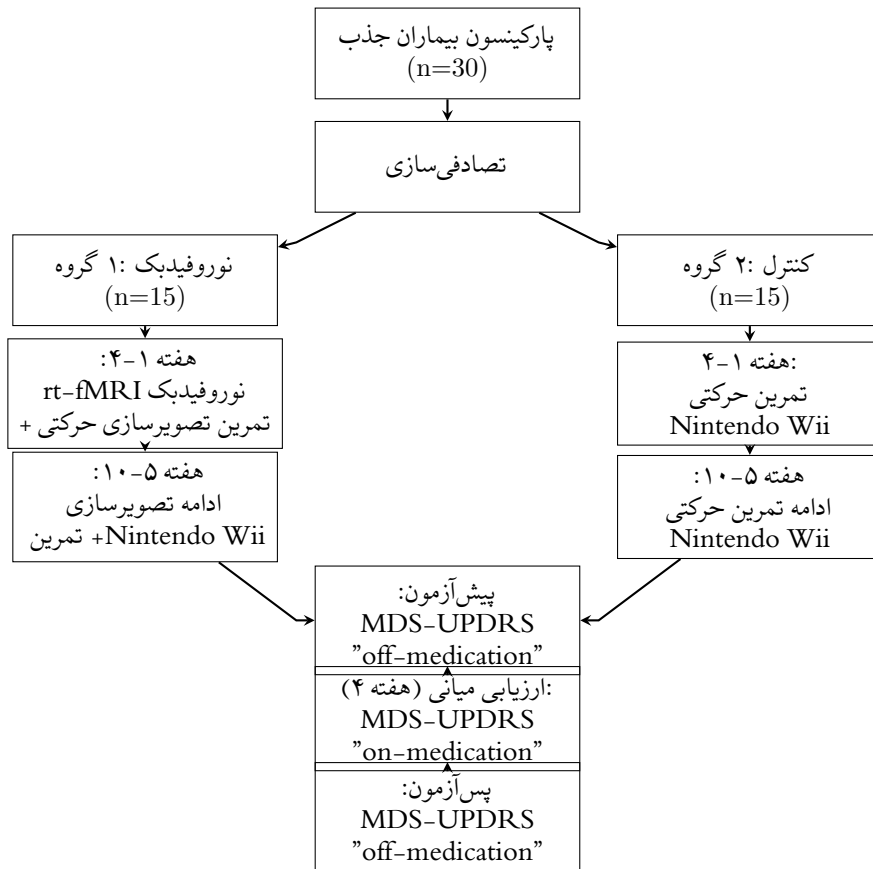 پارکینسون بیماران جذب
(n=30)
تصادفی‌سازی
نوروفیدبک :۱ گروه
(n=15)
کنترل :۲ گروه
(n=15)
هفته ۱-۴:
نوروفیدبک rt-fMRI
تمرین تصویرسازی حرکتی +
:هفته ۱-۴
تمرین حرکتی
Nintendo Wii
هفته ۵-۱۰:
ادامه تصویرسازی
Nintendo Wii+ تمرین
هفته ۵-۱۰:
ادامه تمرین حرکتی
Nintendo Wii
پیش‌آزمون:
MDS-UPDRS
”off-medication”
:ارزیابی میانی (هفته ۴)
MDS-UPDRS
”on-medication”
پس‌آزمون:
MDS-UPDRS
”off-medication”